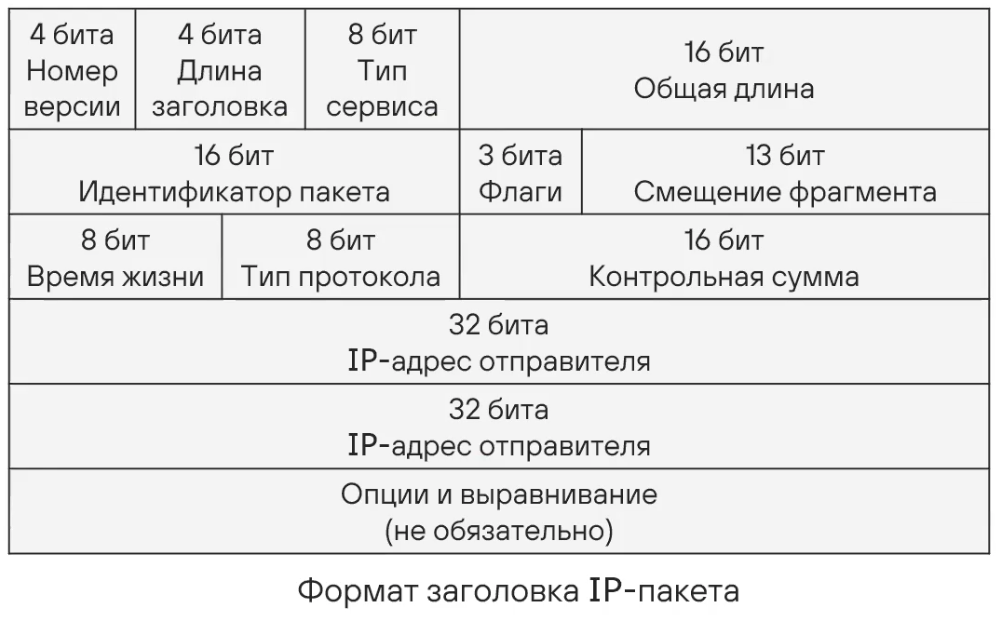 4 бита
Номер
версии
4 бита
Длина
заголовка
8 бит
Тип
сервиса
16 бит
Общая длина
16 бит
Идентификатор пакета
3 бита
Флаги
13 бит
Смещение фрагмента
8 бит
Время жизни
8 бит
Тип протокола
16 бит
Контрольная сумма
32 бита
IP-адрес отправителя
32 бита
IP-адрес отправителя
Опции и выравнивание
(не обязательно)
Формат заголовка IP-пакета